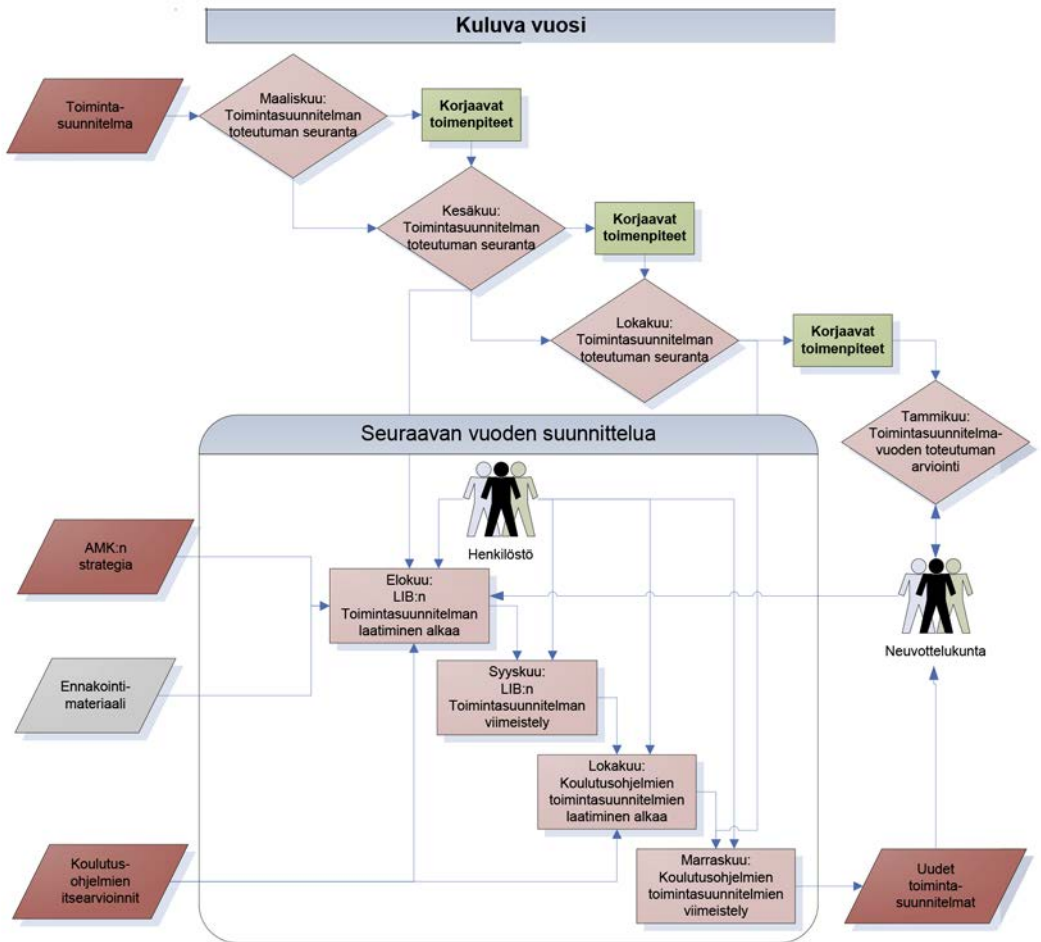 Kuluva vuosi
Toiminta-
suunnitelma
Maaliskuu:
Toimintasuunnitelman
toteutuman seuranta
Korjaavat
toimenpiteet
Kesäkuu:
Toimintasuunnitelman
toteutuman seuranta
Korjaavat
toimenpiteet
Lokakuu:
Toimintasuunnitelman
toteutuman seuranta
Korjaavat
toimenpiteet
Tammikuu:
Toimintasuunnitelma-
vuoden toteutuman
arviointi
Seuraavan vuoden suunnittelua
Henkilöstö
AMK:n
strategia
Elokuu:
LIB:n
Toimintasuunnitelman
laatiminen alkaa
Neuvottelukunta
Ennakointi-
materiaali
Syyskuu:
LIB:n
Toimintasuunnitelman
viimeistely
Lokakuu:
Koulutusohjelmien
toimintasuunnitelmien
laatiminen alkaa
Koulutus-
ohjelmien
itsearvioinnit
Marraskuu:
Koulutusohjelmien
toimintasuunnitelmien
viimeistely
Uudet
toiminta-
suunnitelmat